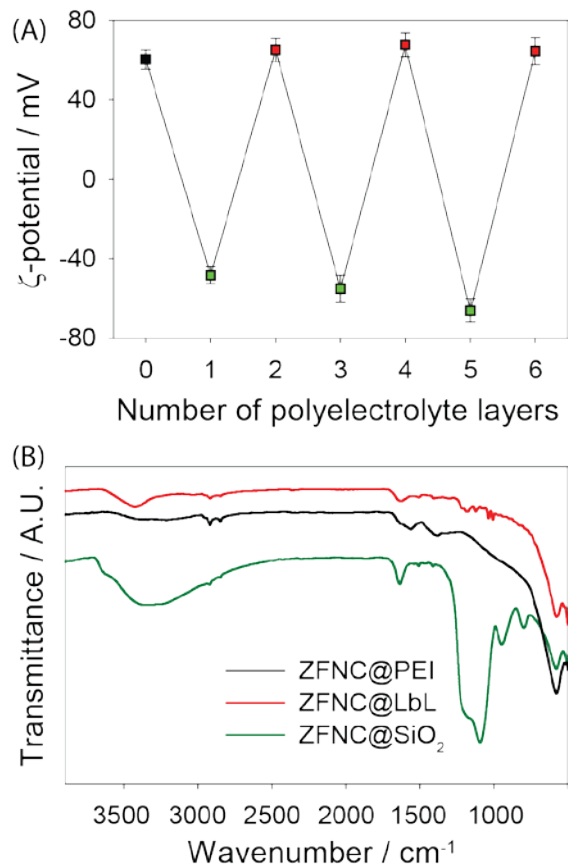 (A)
80
40
0
-40
-80
ζ-potential / mV
0 1 2 3 4 5 6
Number of polyelectrolyte layers
(B)
Transmittance / A.U.
ZFNC@PEI
ZFNC@LbL
ZFNC@SiO₂
3500 3000 2500 2000 1500 1000
Wavenumber / cm⁻¹